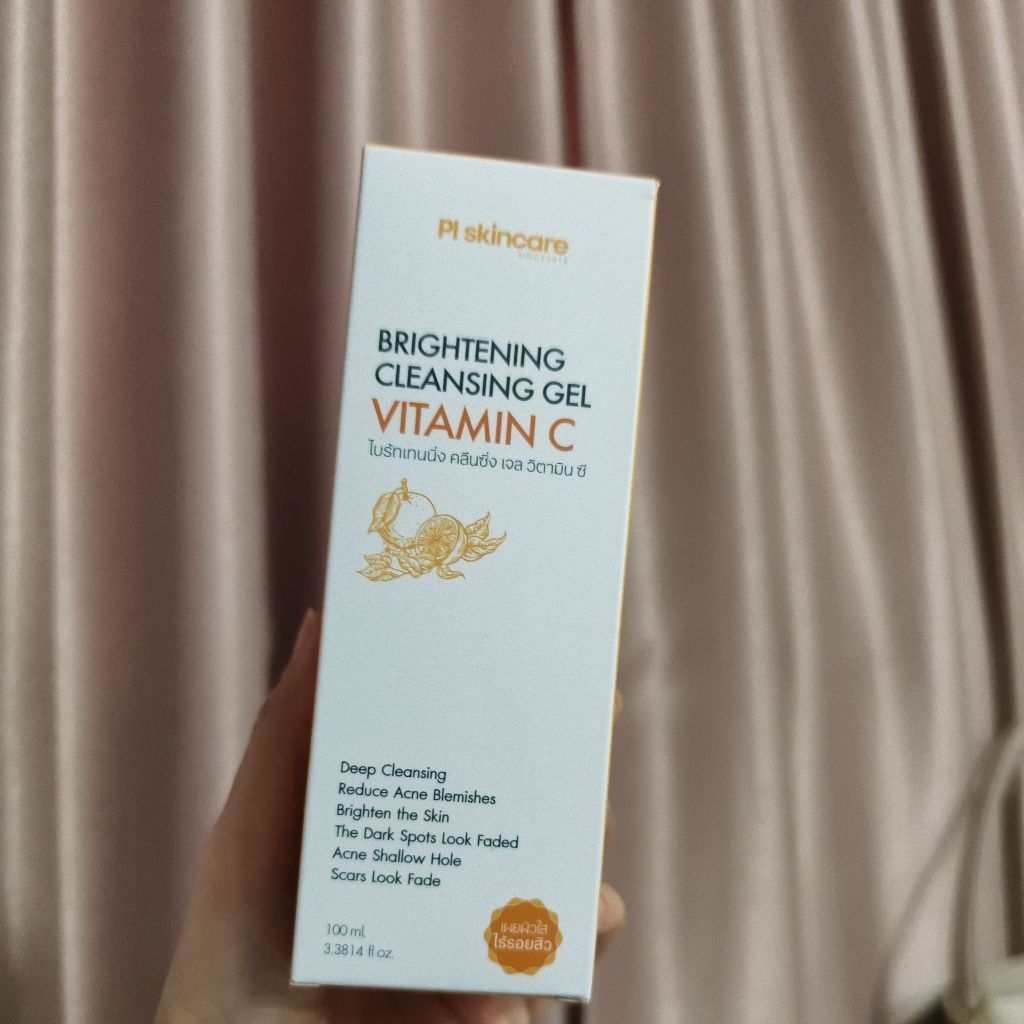 PI skincare
SINCE2018
BRIGHTENING
CLEANSING GEL
VITAMIN C
ไบรัทเทนนิ่ง คลีนซิ่ง เจล วิตามิน ซี
Deep Cleansing
Reduce Acne Blemishes
Brighten the Skin
The Dark Spots Look Faded
Acne Shallow Hole
Scars Look Fade
100 ml.
3.3814 fl oz.
เผยผิวใส
ไร้รอยสิว